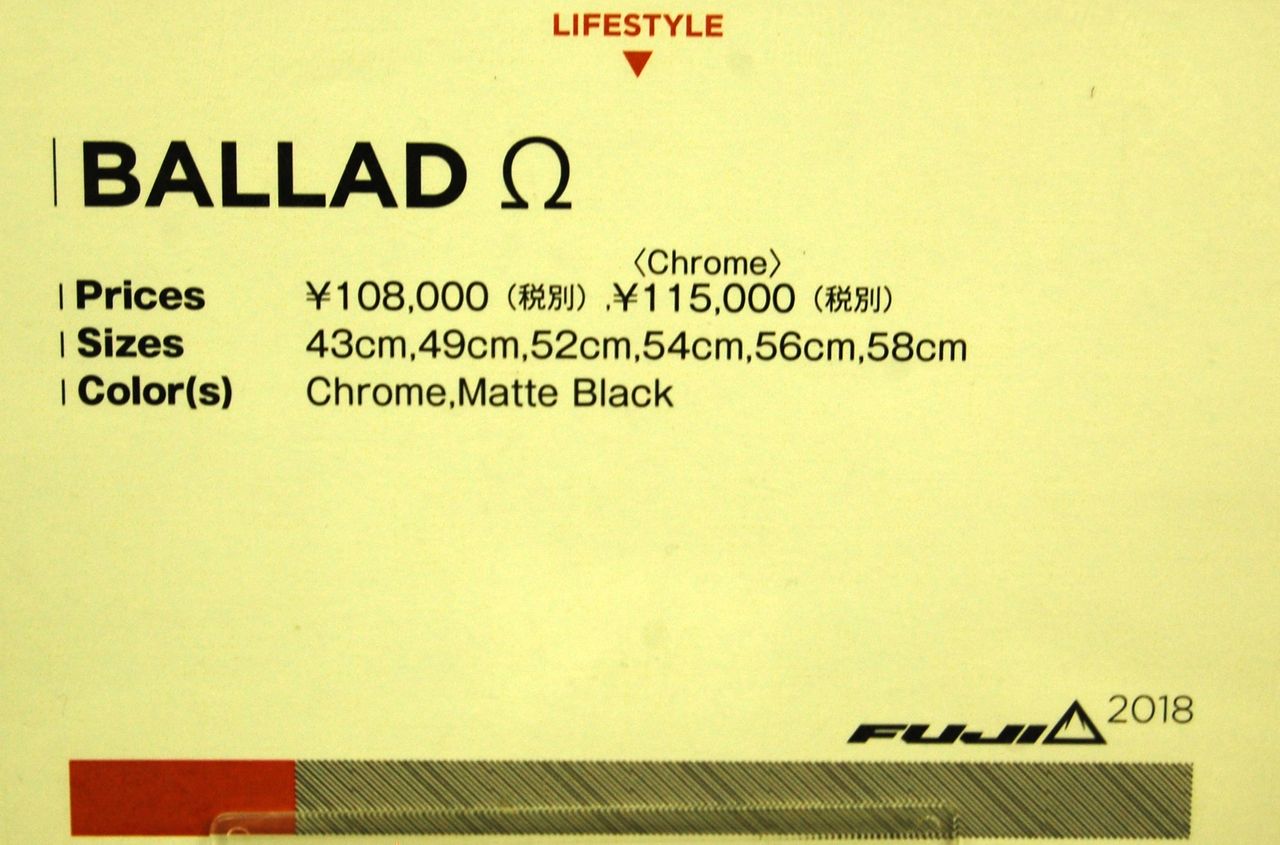 LIFESTYLE
BALLAD Ω
〈Chrome〉
Prices ¥108,000（税別）,¥115,000（税別）
Sizes 43cm,49cm,52cm,54cm,56cm,58cm
Color(s) Chrome,Matte Black
FUJI 2018